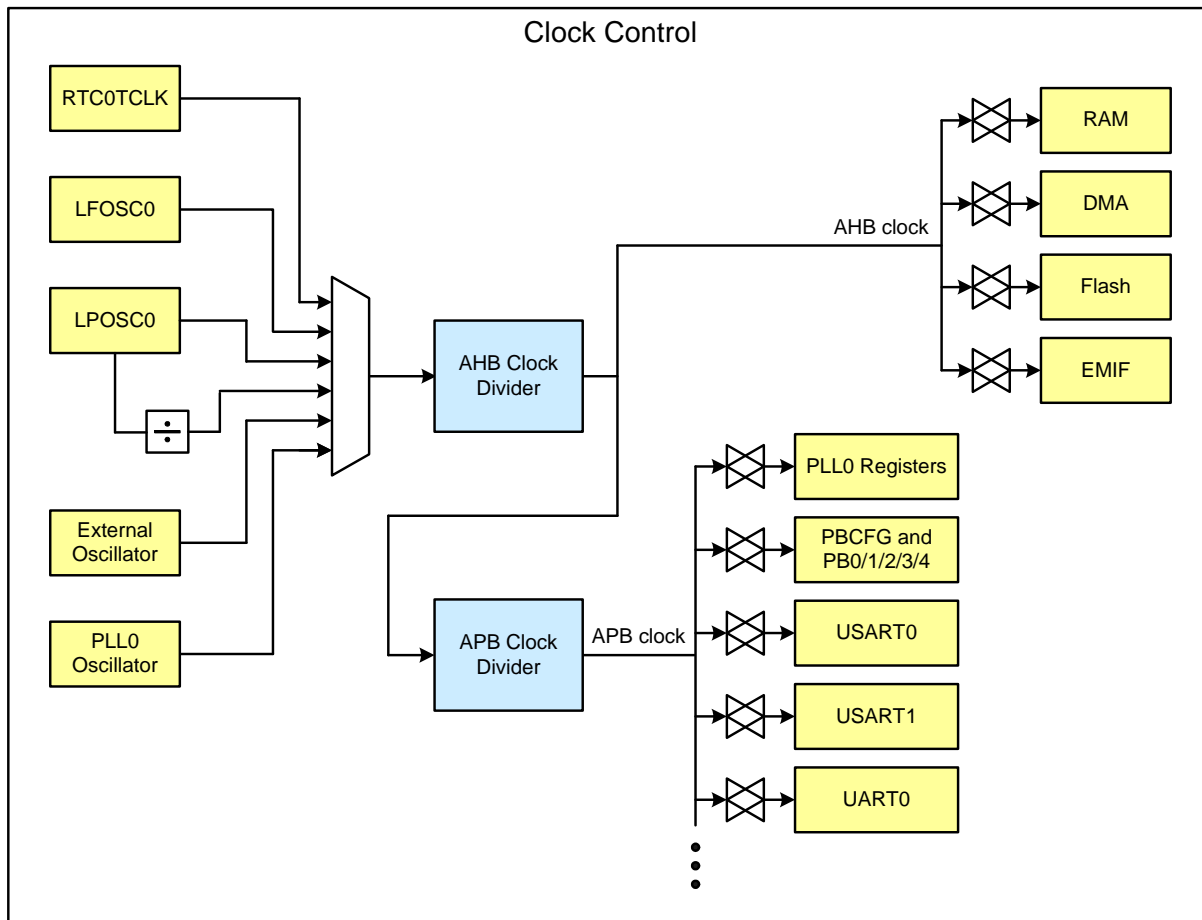 Clock Control
RTC0TCLK
LFOSC0
LPOSC0
÷
External
Oscillator
PLL0
Oscillator
AHB Clock
Divider
APB Clock
Divider
AHB clock
RAM
DMA
Flash
EMIF
APB clock
PLL0 Registers
PBCFG and
PB0/1/2/3/4
USART0
USART1
UART0